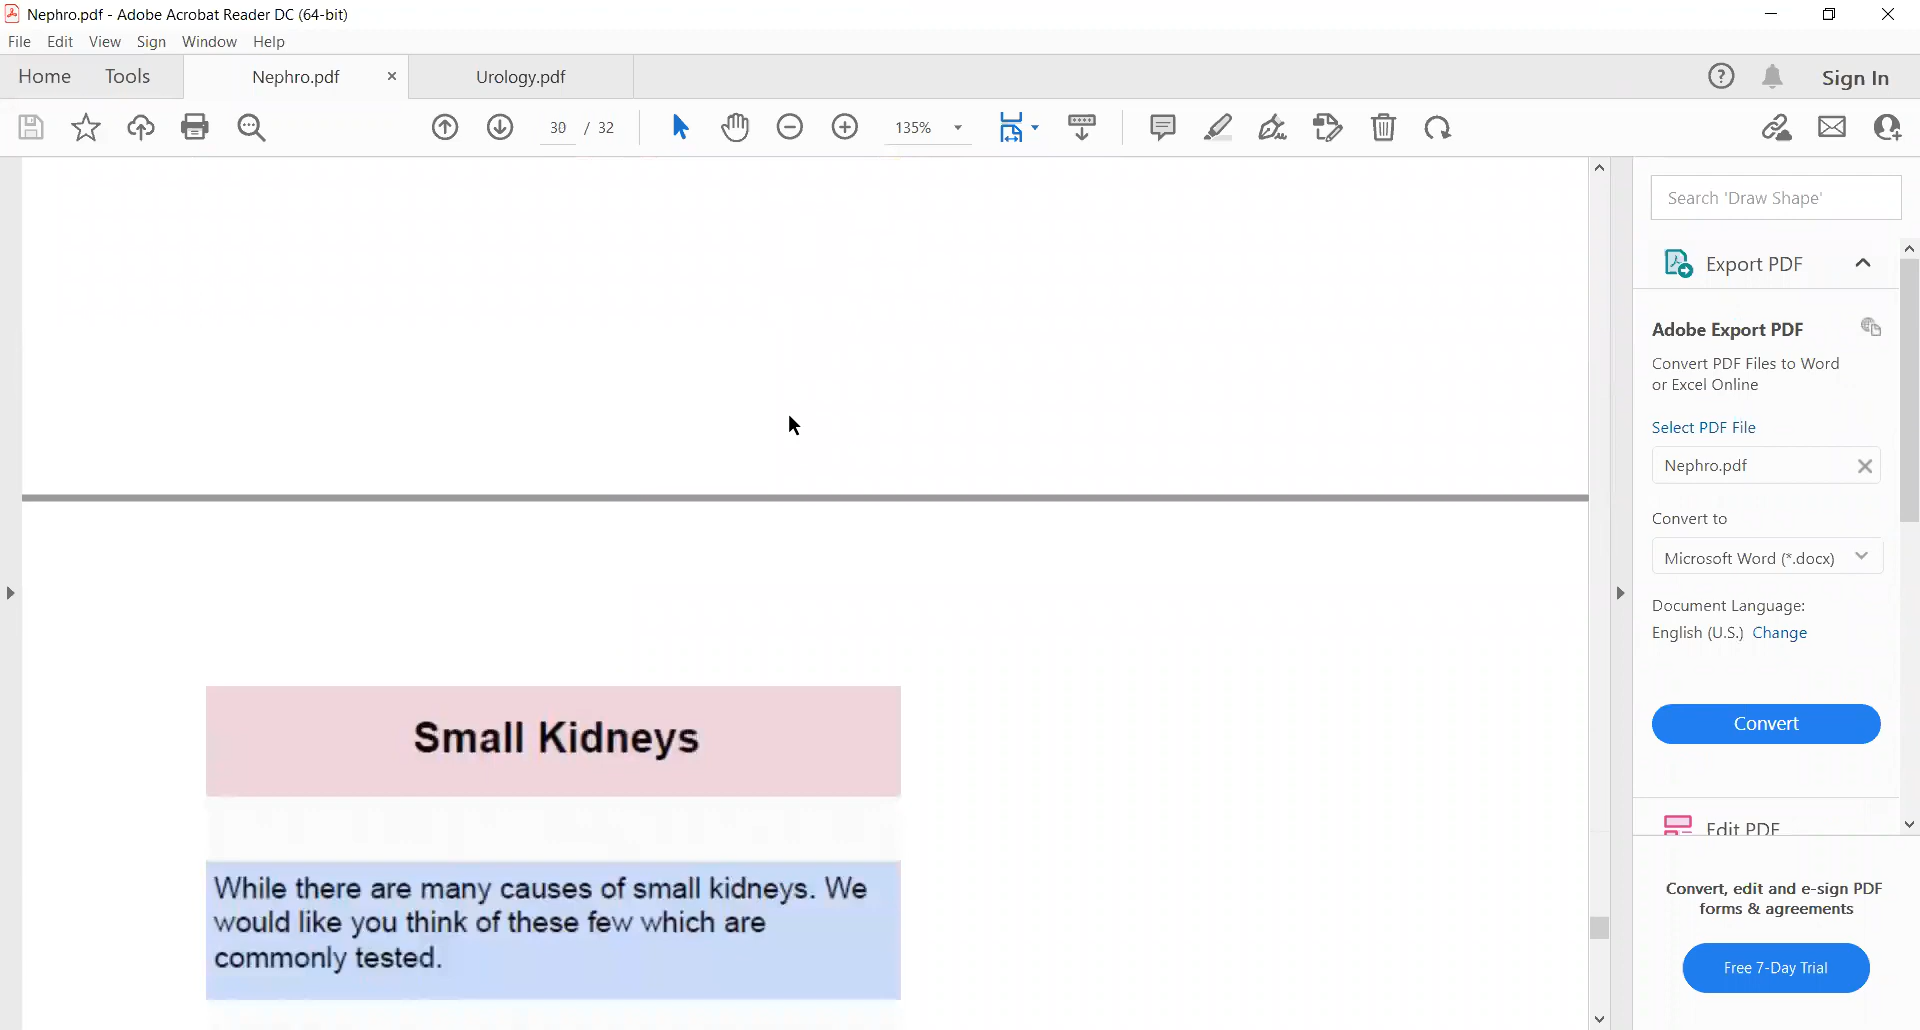 Nephro.pdf - Adobe Acrobat Reader DC (64-bit)
File Edit View Sign Window Help
Home Tools Nephro.pdf Urology.pdf Sign In
30 / 32 135%
Search 'Draw Shape'
Export PDF
Adobe Export PDF
Convert PDF Files to Word
or Excel Online
Select PDF File
Nephro.pdf
Convert to
Microsoft Word (*.docx)
Document Language:
English (U.S.) Change
Convert
Edit PDF
Convert, edit and e-sign PDF
forms & agreements
Free 7-Day Trial
Small Kidneys
While there are many causes of small kidneys. We
would like you think of these few which are
commonly tested.